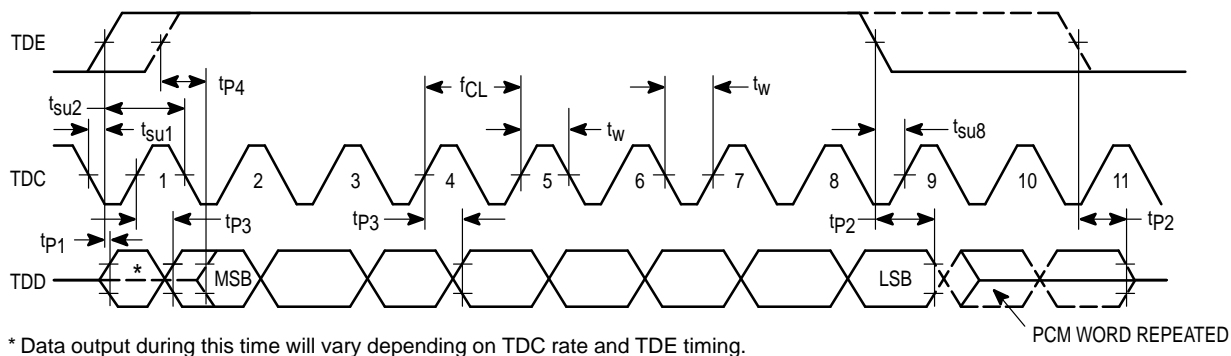 TDE
tP4
fCL
tw
tsu2
tsu1
tw
tsu8
TDC
1 2 3 4 5 6 7 8 9 10 11
tP1
tP3
tP3
tP2
tP2
TDD
* MSB LSB
PCM WORD REPEATED
* Data output during this time will vary depending on TDC rate and TDE timing.